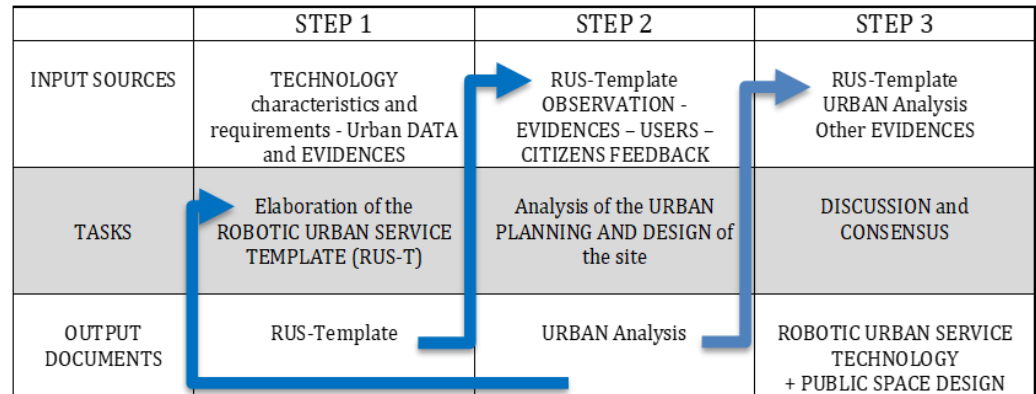 STEP 1 STEP 2 STEP 3
INPUT SOURCES
TECHNOLOGY
characteristics and
requirements - Urban DATA
and EVIDENCES
RUS-Template
OBSERVATION -
EVIDENCES – USERS –
CITIZENS FEEDBACK
RUS-Template
URBAN Analysis
Other EVIDENCES
TASKS
Elaboration of the
ROBOTIC URBAN SERVICE
TEMPLATE (RUS-T)
Analysis of the URBAN
PLANNING AND DESIGN of
the site
DISCUSSION and
CONSENSUS
OUTPUT
DOCUMENTS
RUS-Template
URBAN Analysis
ROBOTIC URBAN SERVICE
TECHNOLOGY
+ PUBLIC SPACE DESIGN